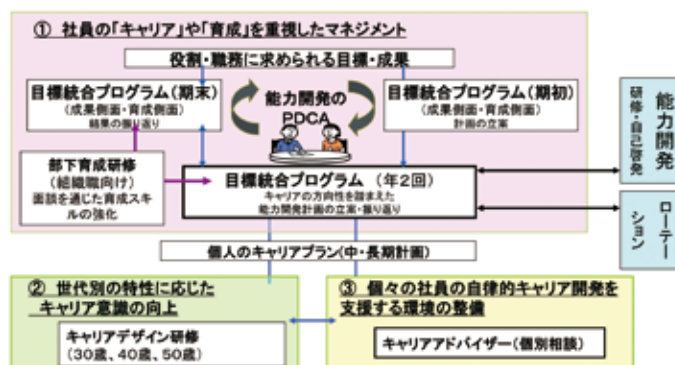 ① 社員の「キャリア」や「育成」を重視したマネジメント
役割・職務に求められる目標・成果
目標統合プログラム(期末)
(成果側面・育成側面)
結果の振り返り
能力開発の
PDCA
目標統合プログラム(期初)
(成果側面・育成側面)
計画の立案
部下育成研修
(組織職向け)
面談を通じた育成スキ
ルの強化
目標統合プログラム (年2回)
キャリアの方向性を踏まえた
能力開発計画の立案・振り返り
能力開発
研修・自己啓発
ローテー
ション
個人のキャリアプラン(中・長期計画)
② 世代別の特性に応じた
キャリア意識の向上
キャリアデザイン研修
(30歳、40歳、50歳)
③ 個々の社員の自律的キャリア開発を
支援する環境の整備
キャリアアドバイザー(個別相談)